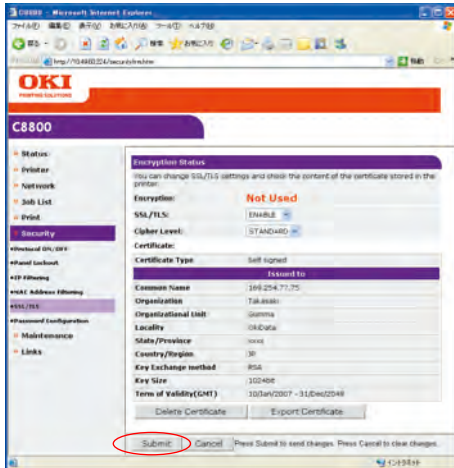 C8800 - Microsoft Internet Explorer
OKI
PRINTING SOLUTIONS
C8800
Status
Printer
Network
Job List
Print
Security
Protocol ON/OFF
Panel Lockout
IP Filtering
MAC Address Filtering
SSL/TLS
Password Configuration
Maintenance
Links
Encryption Status
You can change SSL/TLS settings and check the content of the certificate stored in the
printer.
Encryption: Not Used
SSL/TLS: ENABLE
Cipher Level: STANDARD
Certificate:
Certificate Type Self signed
Issued to
Common Name 169.254.77.75
Organization Takasaki
Organizational Unit Gunma
Locality OkiData
State/Province xxxx
Country/Region
Key Exchange method RSA
Key Size
Term of Validity(GMT) 10/Jan/2007 - 31/Dec/2049
Delete Certificate Export Certificate
Submit Cancel Press Submit to send changes. Press Cancel to clear changes.